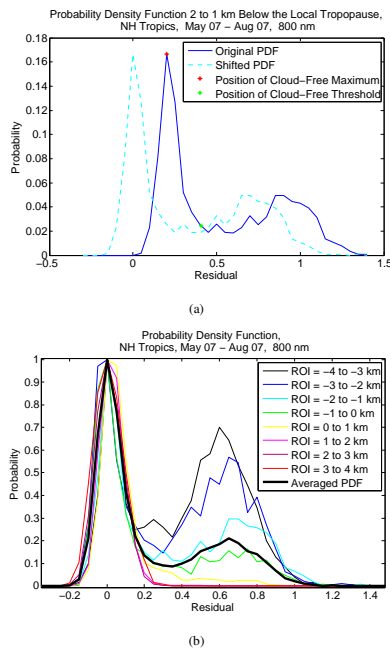 Probability Density Function 2 to 1 km Below the Local Tropopause,
NH Tropics, May 07 − Aug 07, 800 nm
0.18
0.16
0.14
0.12
0.1
0.08
0.06
0.04
0.02
0
Probability
Original PDF
Shifted PDF
Position of Cloud−Free Maximum
Position of Cloud−Free Threshold
−0.5 0 0.5 1 1.5
Residual
(a)
Probability Density Function,
NH Tropics, May 07 − Aug 07, 800 nm
1
0.9
0.8
0.7
0.6
0.5
0.4
0.3
0.2
0.1
0
Probability
ROI = −4 to −3 km
ROI = −3 to −2 km
ROI = −2 to −1 km
ROI = −1 to 0 km
ROI = 0 to 1 km
ROI = 1 to 2 km
ROI = 2 to 3 km
ROI = 3 to 4 km
Averaged PDF
−0.2 0 0.2 0.4 0.6 0.8 1 1.2 1.4
Residual
(b)